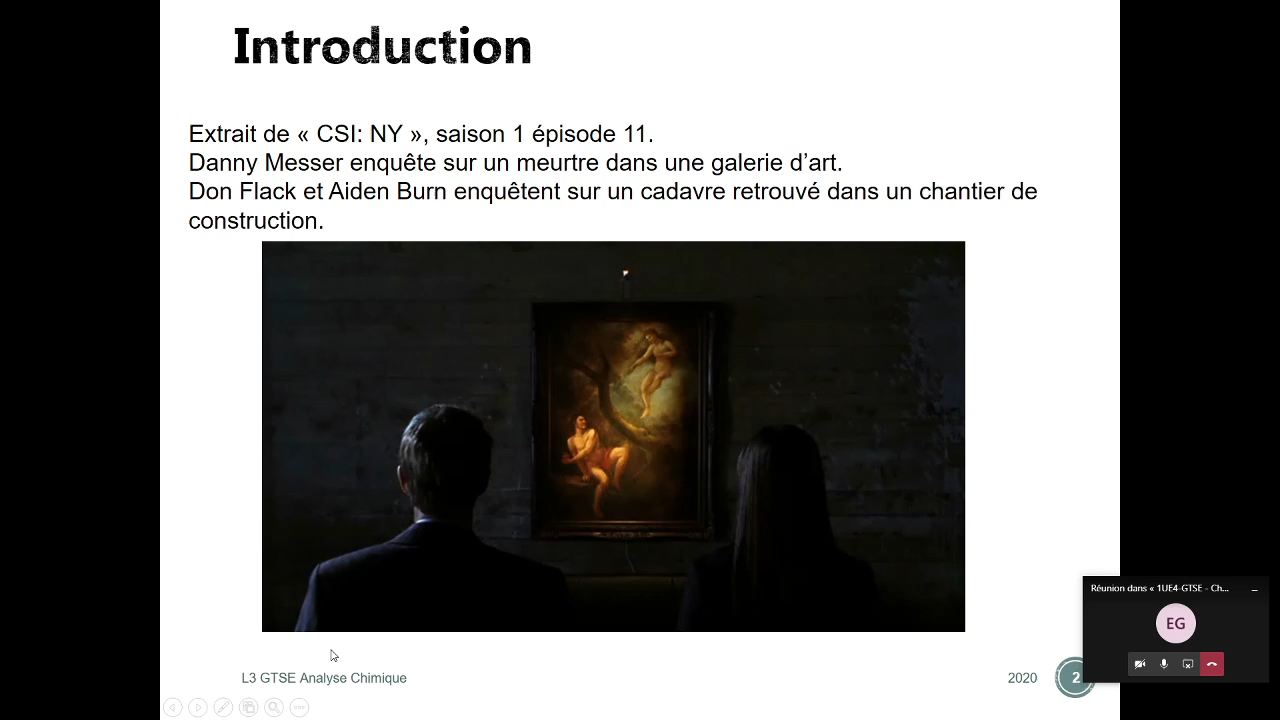 Introduction
Extrait de « CSI: NY », saison 1 épisode 11.
Danny Messer enquête sur un meurtre dans une galerie d’art.
Don Flack et Aiden Burn enquêtent sur un cadavre retrouvé dans un chantier de
construction.
Réunion dans « 1UE4-GTSE - Ch...
EG
L3 GTSE Analyse Chimique
2020
2